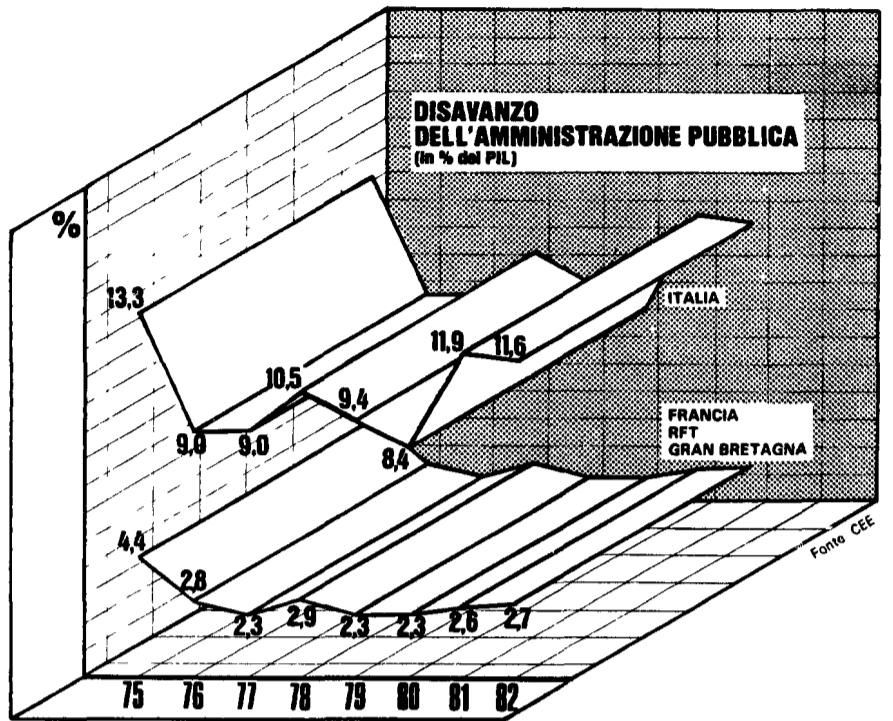 DISAVANZO
DELL'AMMINISTRAZIONE PUBBLICA
(in % del PIL)
%
13,3
9,0
9,0
10,5
9,4
8,4
11,9
11,6
ITALIA
FRANCIA
RFT
GRAN BRETAGNA
4,4
2,8
2,3
2,9
2,3
2,3
2,6
2,7
Fonte CEE
75 76 77 78 79 80 81 82